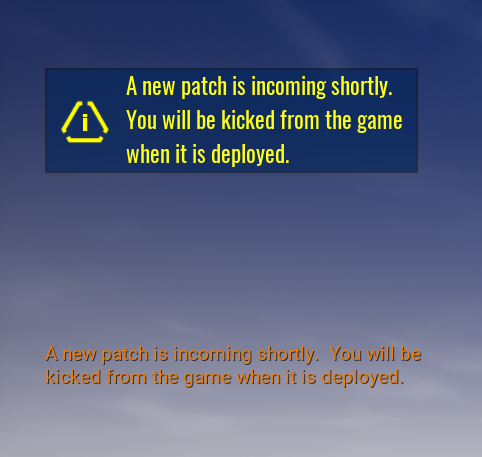 A new patch is incoming shortly.
You will be kicked from the game
when it is deployed.
A new patch is incoming shortly.  You will be
kicked from the game when it is deployed.